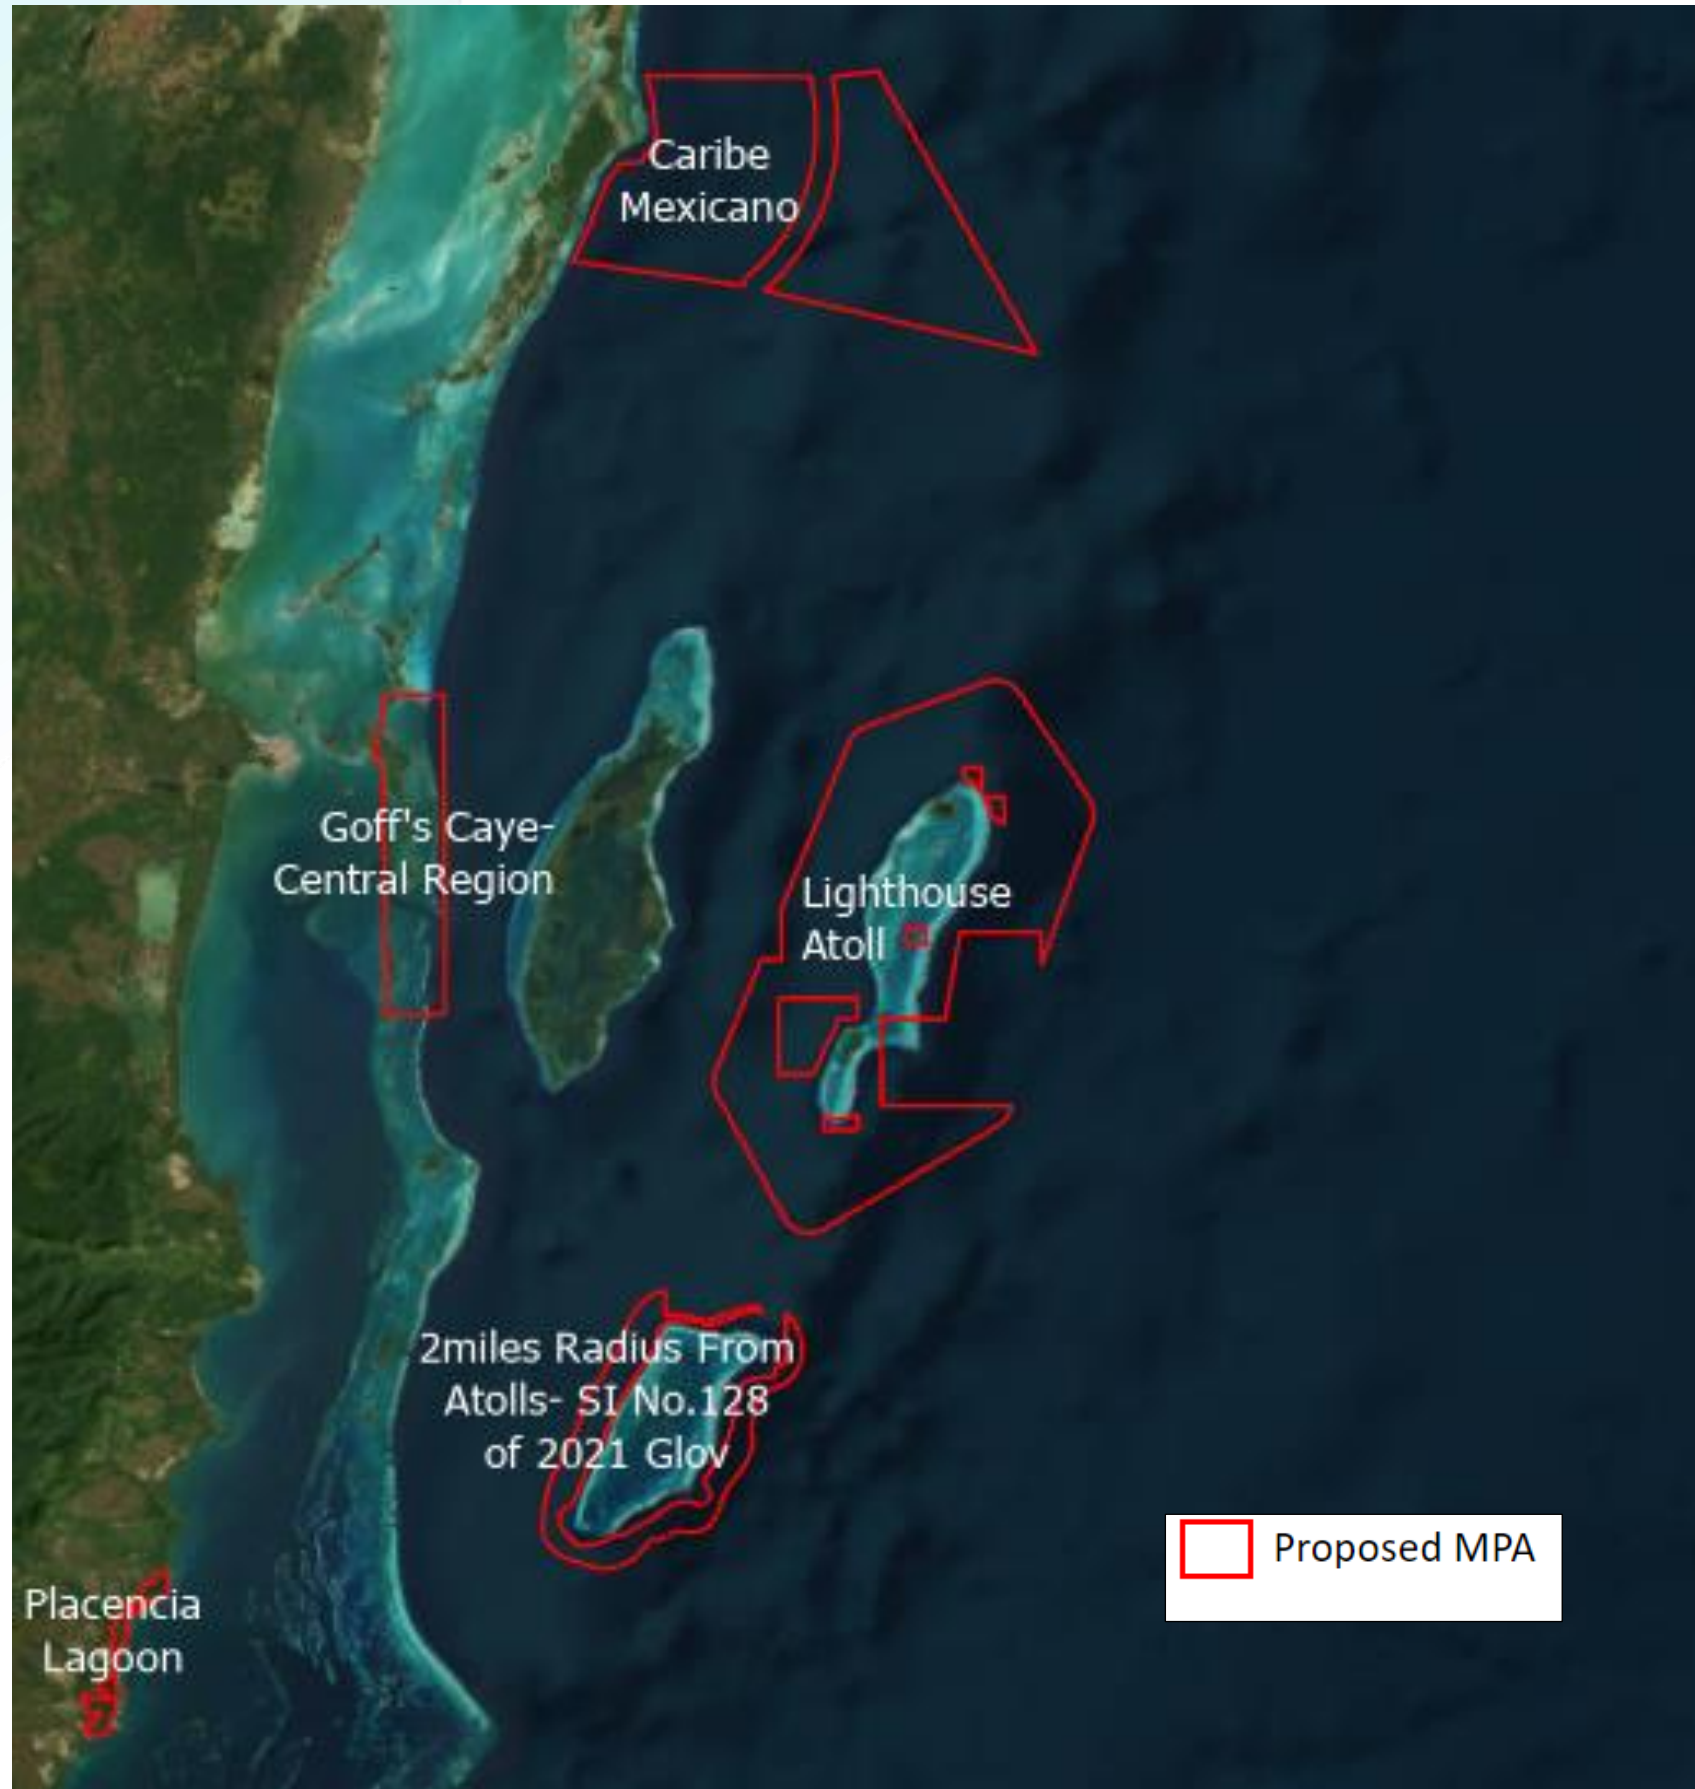 Caribe
Mexicano
Goff's Caye-
Central Region
Lighthouse
Atoll
2miles Radius From
Atolls- SI No.128
of 2021 Glov
Proposed MPA
Placencia
Lagoon